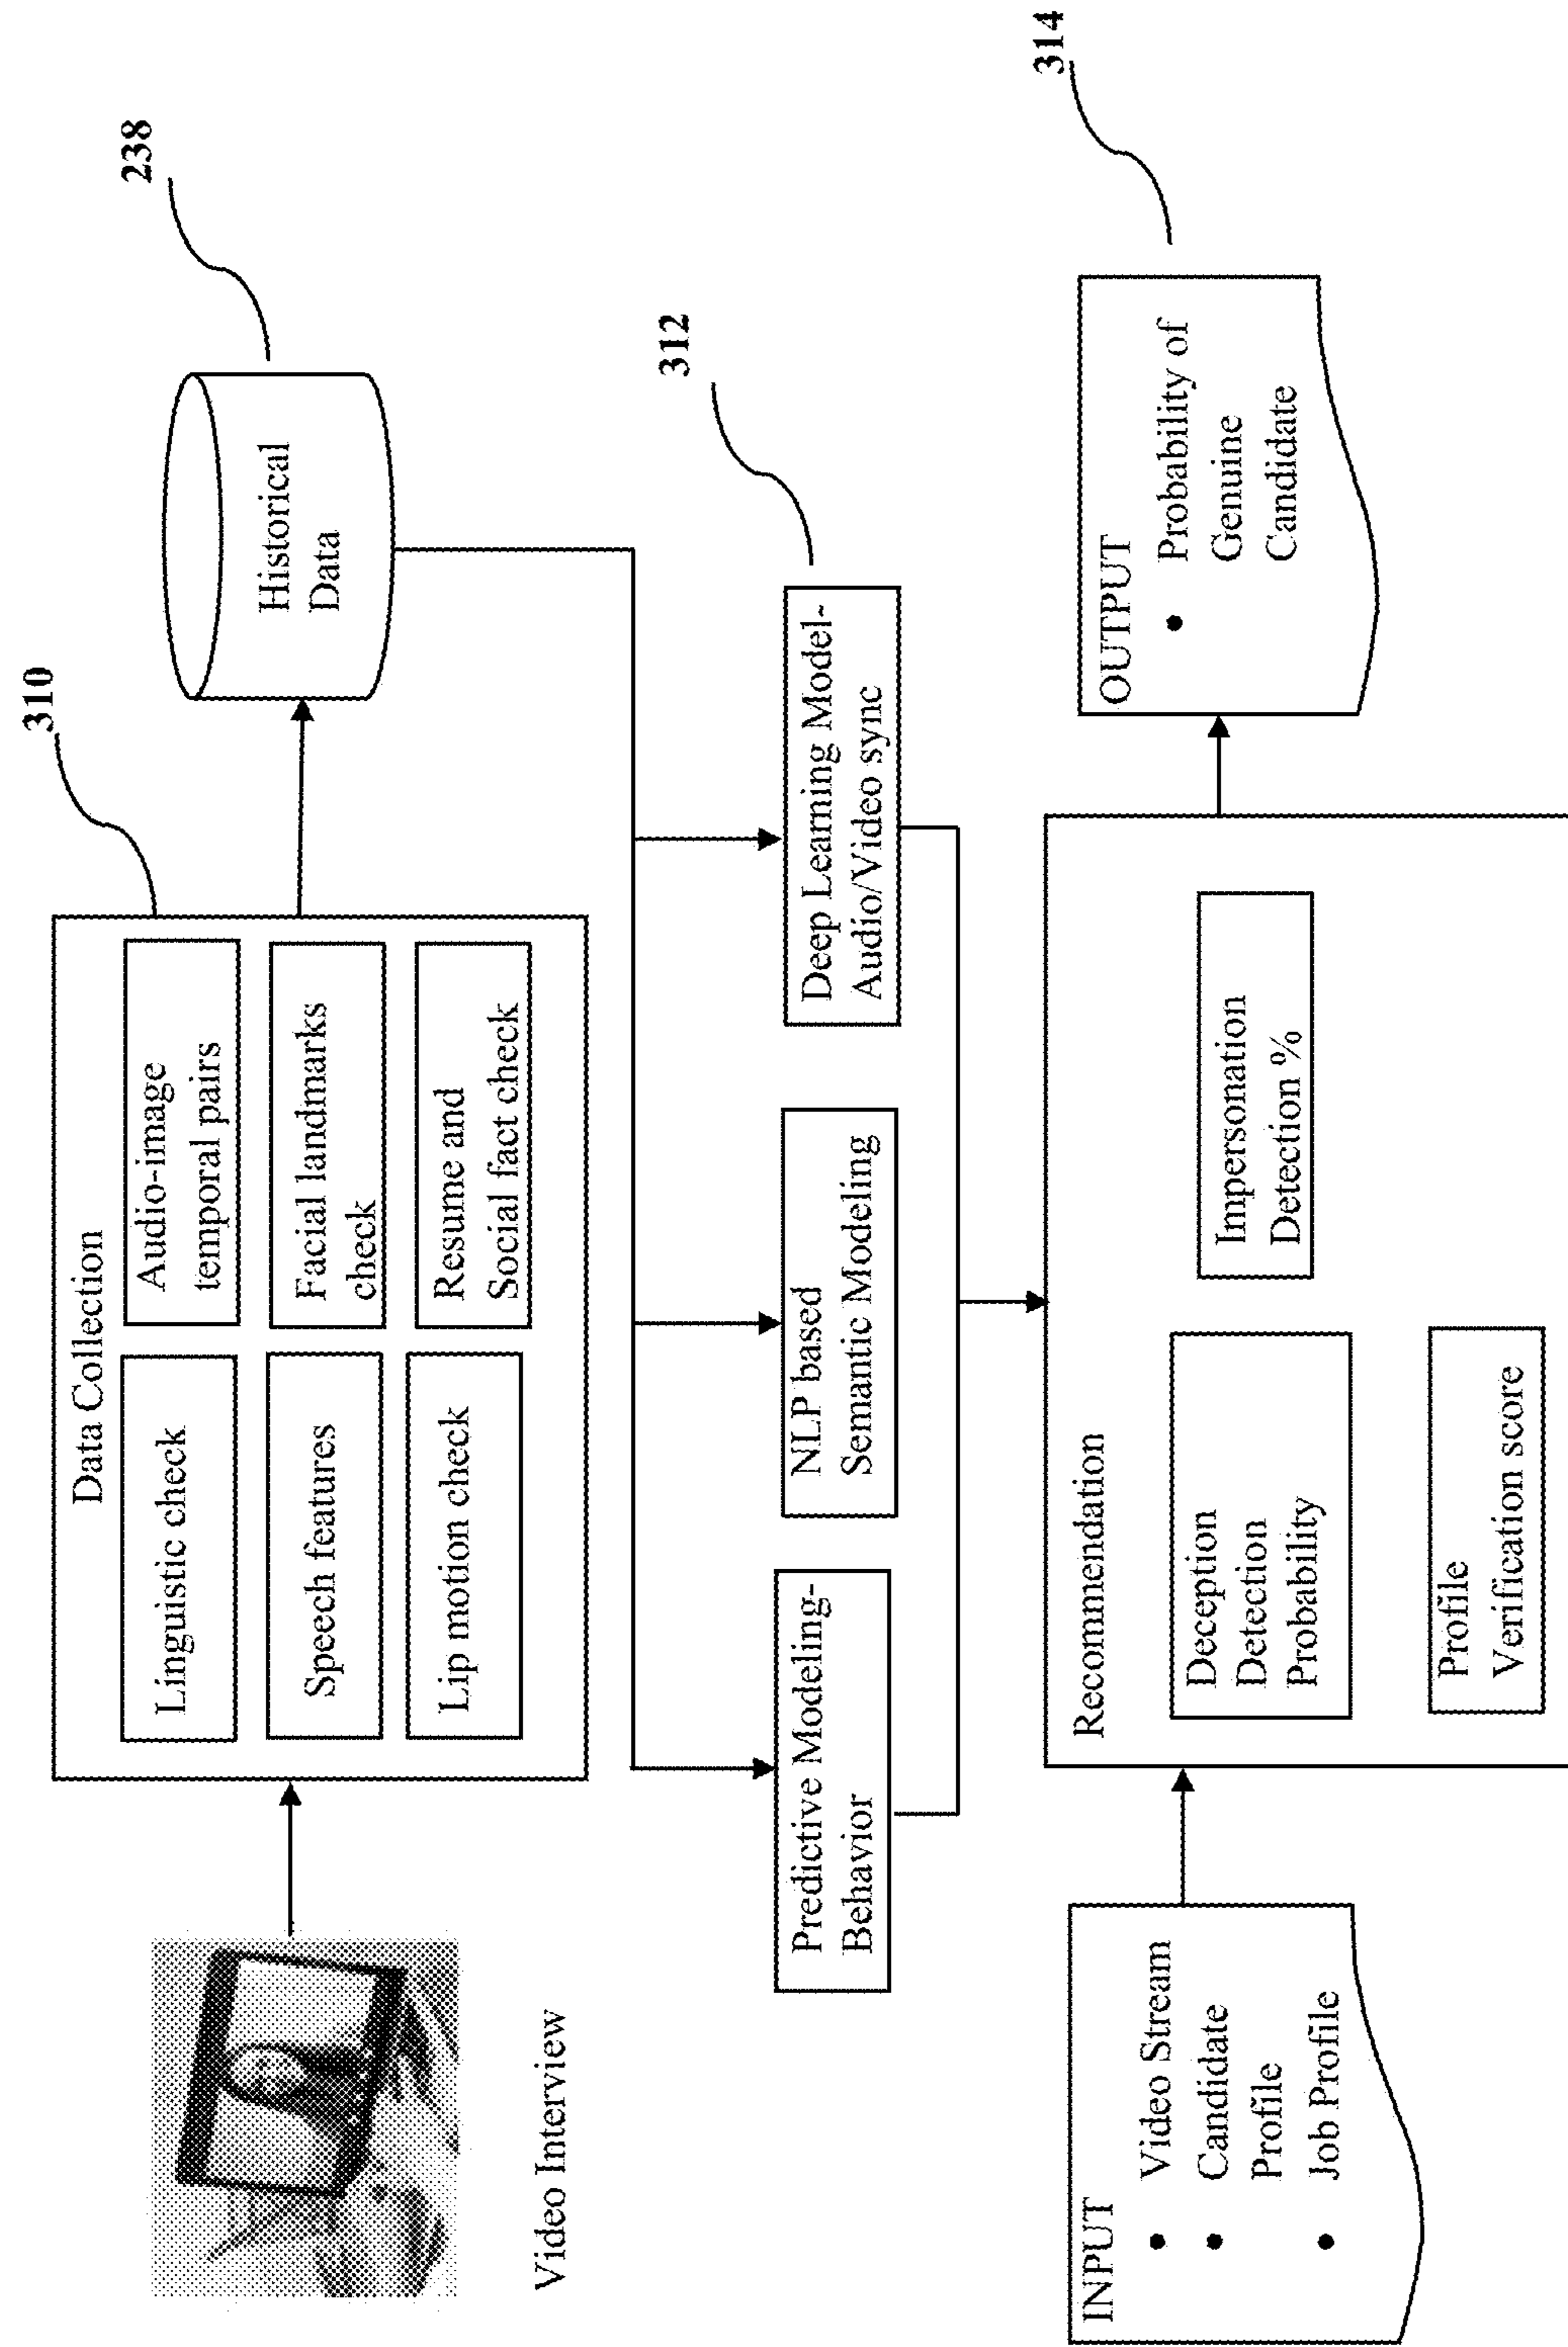 310
238
Data Collection
Linguistic check
Audio-image
temporal pairs
Speech features
Facial landmarks
check
Lip motion check
Resume and
Social fact check
Historical
Data
Video Interview
312
Predictive Modeling-
Behavior
NLP based
Semantic Modeling
Deep Learning Model-
Audio/Video sync
314
INPUT
• Video Stream
• Candidate
Profile
• Job Profile
Recommendation
Deception
Detection
Probability
Impersonation
Detection %
Profile
Verification score
OUTPUT
• Probability of
Genuine
Candidate